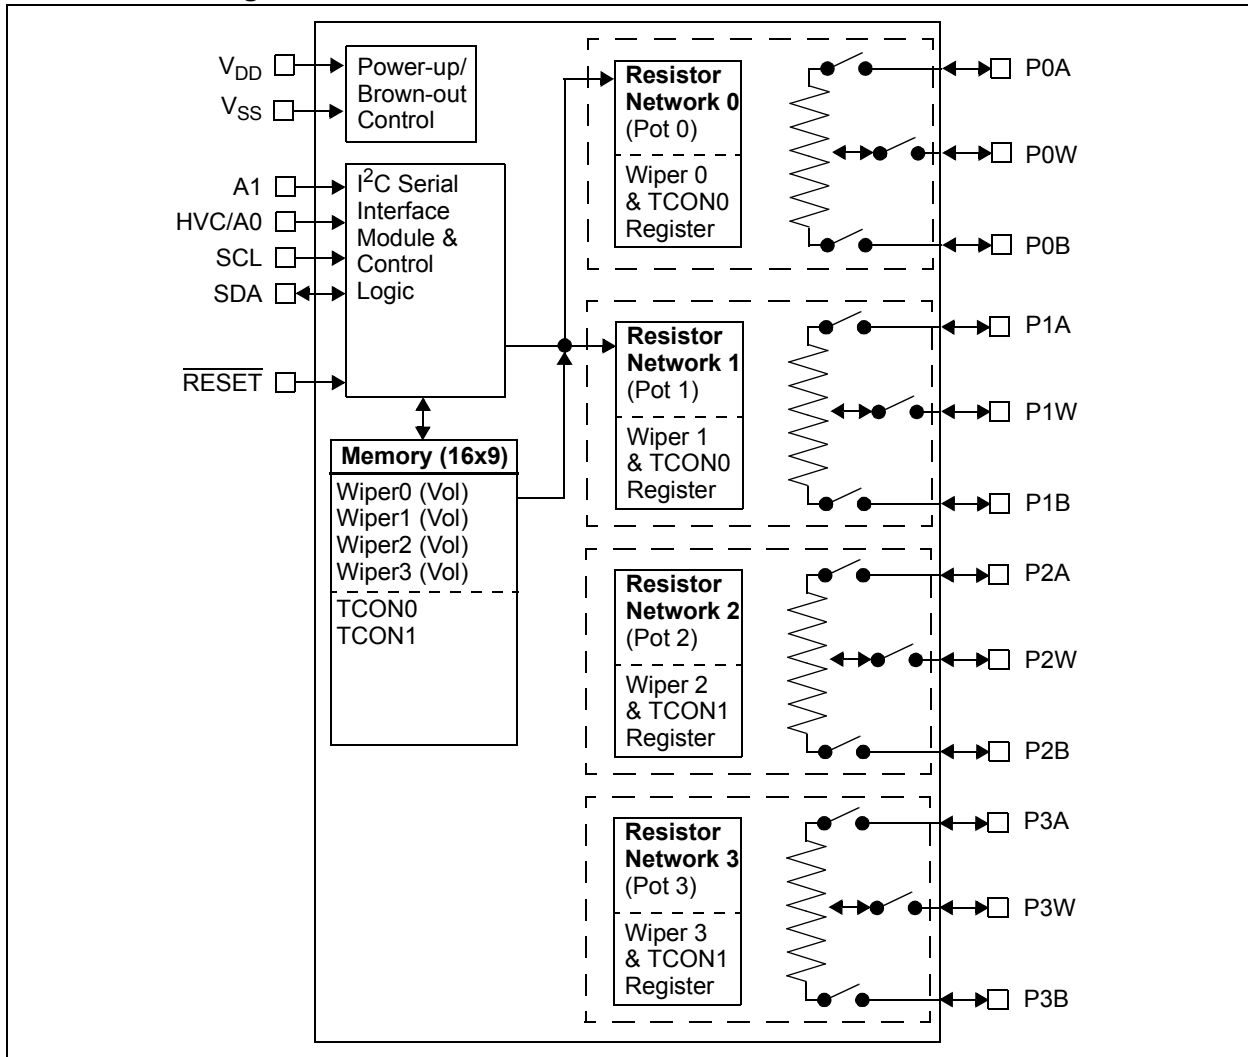 V_DD
V_SS
Power-up/
Brown-out
Control
A1
HVC/A0
SCL
SDA
RESET
I²C Serial
Interface
Module &
Control
Logic
Memory (16x9)
Wiper0 (Vol)
Wiper1 (Vol)
Wiper2 (Vol)
Wiper3 (Vol)
TCON0
TCON1
Resistor
Network 0
(Pot 0)
Wiper 0
& TCON0
Register
P0A
P0W
P0B
Resistor
Network 1
(Pot 1)
Wiper 1
& TCON0
Register
P1A
P1W
P1B
Resistor
Network 2
(Pot 2)
Wiper 2
& TCON1
Register
P2A
P2W
P2B
Resistor
Network 3
(Pot 3)
Wiper 3
& TCON1
Register
P3A
P3W
P3B